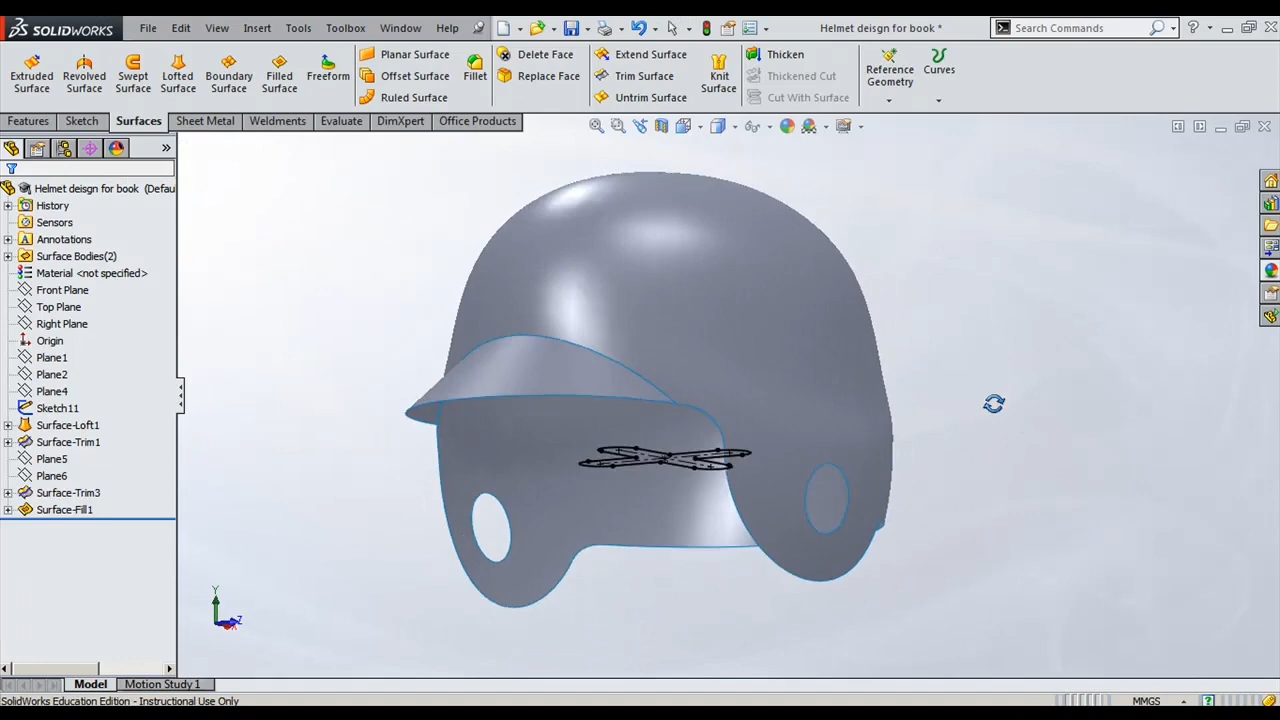 SOLIDWORKS File Edit View Insert Tools Toolbox Window Help Helmet deisgn for book * Search Commands
Extruded Surface
Revolved Surface
Swept Surface
Lofted Surface
Boundary Surface
Filled Surface
Freeform
Planar Surface
Offset Surface
Ruled Surface
Fillet
Delete Face
Replace Face
Extend Surface
Trim Surface
Untrim Surface
Knit Surface
Thicken
Thickened Cut
Cut With Surface
Reference Geometry
Curves
Features Sketch Surfaces Sheet Metal Weldments Evaluate DimXpert Office Products
Helmet deisgn for book (Defau
History
Sensors
Annotations
Surface Bodies(2)
Material <not specified>
Front Plane
Top Plane
Right Plane
Origin
Plane1
Plane2
Plane4
Sketch11
Surface-Loft1
Surface-Trim1
Plane5
Plane6
Surface-Trim3
Surface-Fill1
Y
Z
Model Motion Study 1
SolidWorks Education Edition - Instructional Use Only MMGS